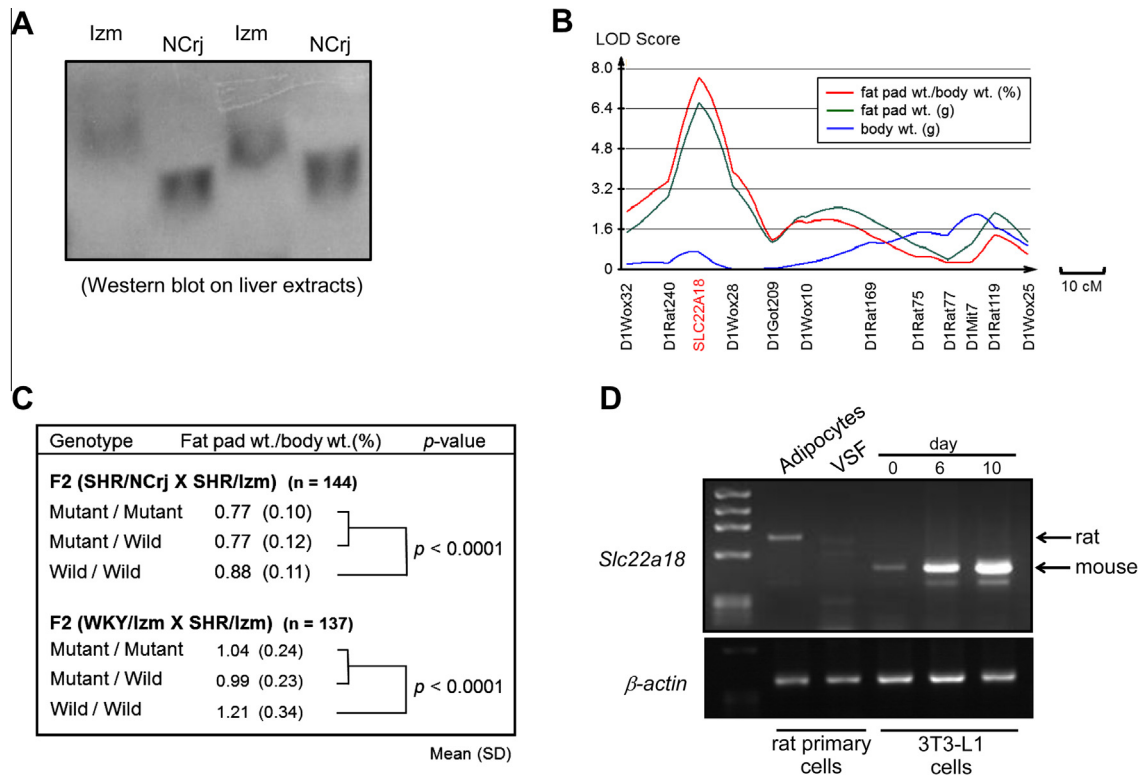 A
Izm NCrj Izm NCrj
(Western blot on liver extracts)
B
LOD Score
8.0
6.4
4.8
3.2
1.6
0
fat pad wt./body wt. (%)
fat pad wt. (g)
body wt. (g)
D1Wox32
D1Rat240
SLC22A18
D1Wox28
D1Got209
D1Wox10
D1Rat169
D1Rat75
D1Rat77
D1Mit7
D1Rat119
D1Wox25
10 cM
C
Genotype Fat pad wt./body wt.(%) p-value
F2 (SHR/NCrj X SHR/Izm) (n = 144)
Mutant / Mutant 0.77 (0.10)
Mutant / Wild 0.77 (0.12)
p < 0.0001
Wild / Wild 0.88 (0.11)
F2 (WKY/Izm X SHR/Izm) (n = 137)
Mutant / Mutant 1.04 (0.24)
Mutant / Wild 0.99 (0.23)
p < 0.0001
Wild / Wild 1.21 (0.34)
Mean (SD)
D
Adipocytes
VSF
day
0 6 10
Slc22a18
rat
mouse
β-actin
rat primary cells
3T3-L1 cells